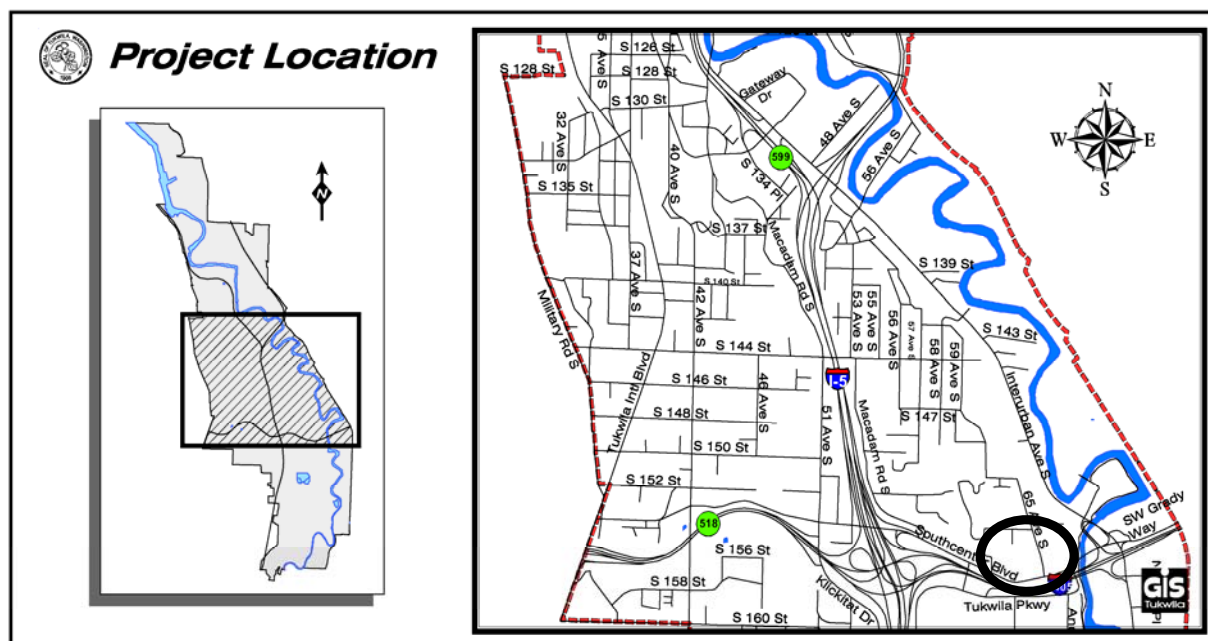 Project Location
SEAL OF TUKWILA, WASHINGTON
1908
N
S 126 St
S 128 St
S 128 St
S 130 St
Gateway
Dr
48 Ave S
56 Ave S
32 Ave S
40 Ave S
599
S 134 Pl
S 135 St
S 137 St
Macadam Rd S
N
W
E
S
37 Ave S
S 140 St
42 Ave S
Military Rd S
S 139 St
53 Ave S
55 Ave S
56 Ave S
57 Ave S
58 Ave S
59 Ave S
S 143 St
S 144 St
Tukwila Intl Blvd
S 146 St
46 Ave S
I-5
Interurban Ave S
S 148 St
51 Ave S
Macadam Rd S
S 147 St
S 150 St
S 152 St
65 Ave S
SW Grady
Way
518
S 156 St
Southcenter
Blvd
S 158 St
Klickitat Dr
Tukwila Pkwy
S 160 St
GIS
Tukwila